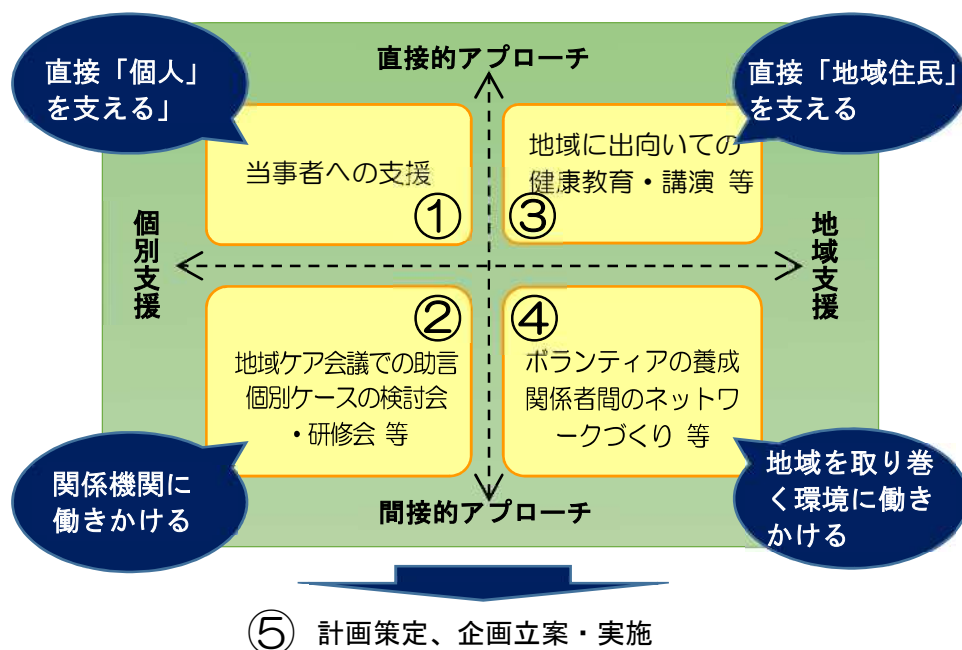 直接的アプローチ
直接「個人」
を支える」
直接「地域住民」
を支える
当事者への支援
①
地域に出向いての
健康教育・講演 等
③
個別支援
地域支援
②
地域ケア会議での助言
個別ケースの検討会
・研修会 等
④
ボランティアの養成
関係者間のネットワ
ークづくり 等
関係機関に
働きかける
地域を取り巻
く環境に働き
かける
間接的アプローチ
⑤ 計画策定、企画立案・実施